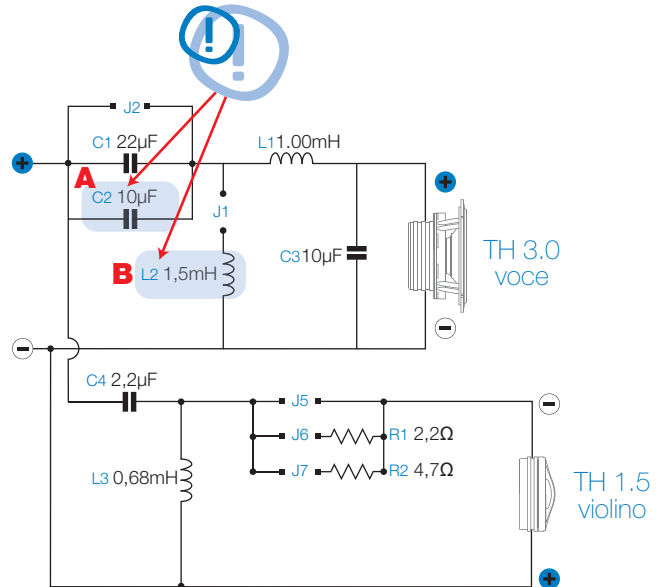 !
!
J2
C1 22µF
L1 1.00mH
+
A
+
C2 10µF
J1
C3 10µF
TH 3.0
voce
B
L2 1,5mH
−
−
C4 2,2µF
J5
−
J6
R1 2,2Ω
J7
R2 4,7Ω
L3 0,68mH
TH 1.5
violino
+